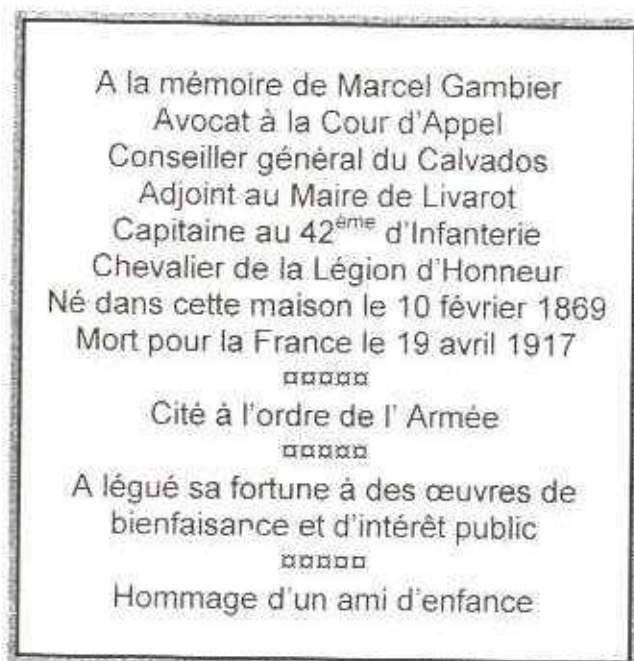 A la mémoire de Marcel Gambier
Avocat à la Cour d'Appel
Conseiller général du Calvados
Adjoint au Maire de Livarot
Capitaine au 42ème d'Infanterie
Chevalier de la Légion d'Honneur
Né dans cette maison le 10 février 1869
Mort pour la France le 19 avril 1917
¤¤¤¤¤
Cité à l'ordre de l' Armée
¤¤¤¤¤
A légué sa fortune à des œuvres de
bienfaisance et d'intérêt public
¤¤¤¤¤
Hommage d'un ami d'enfance